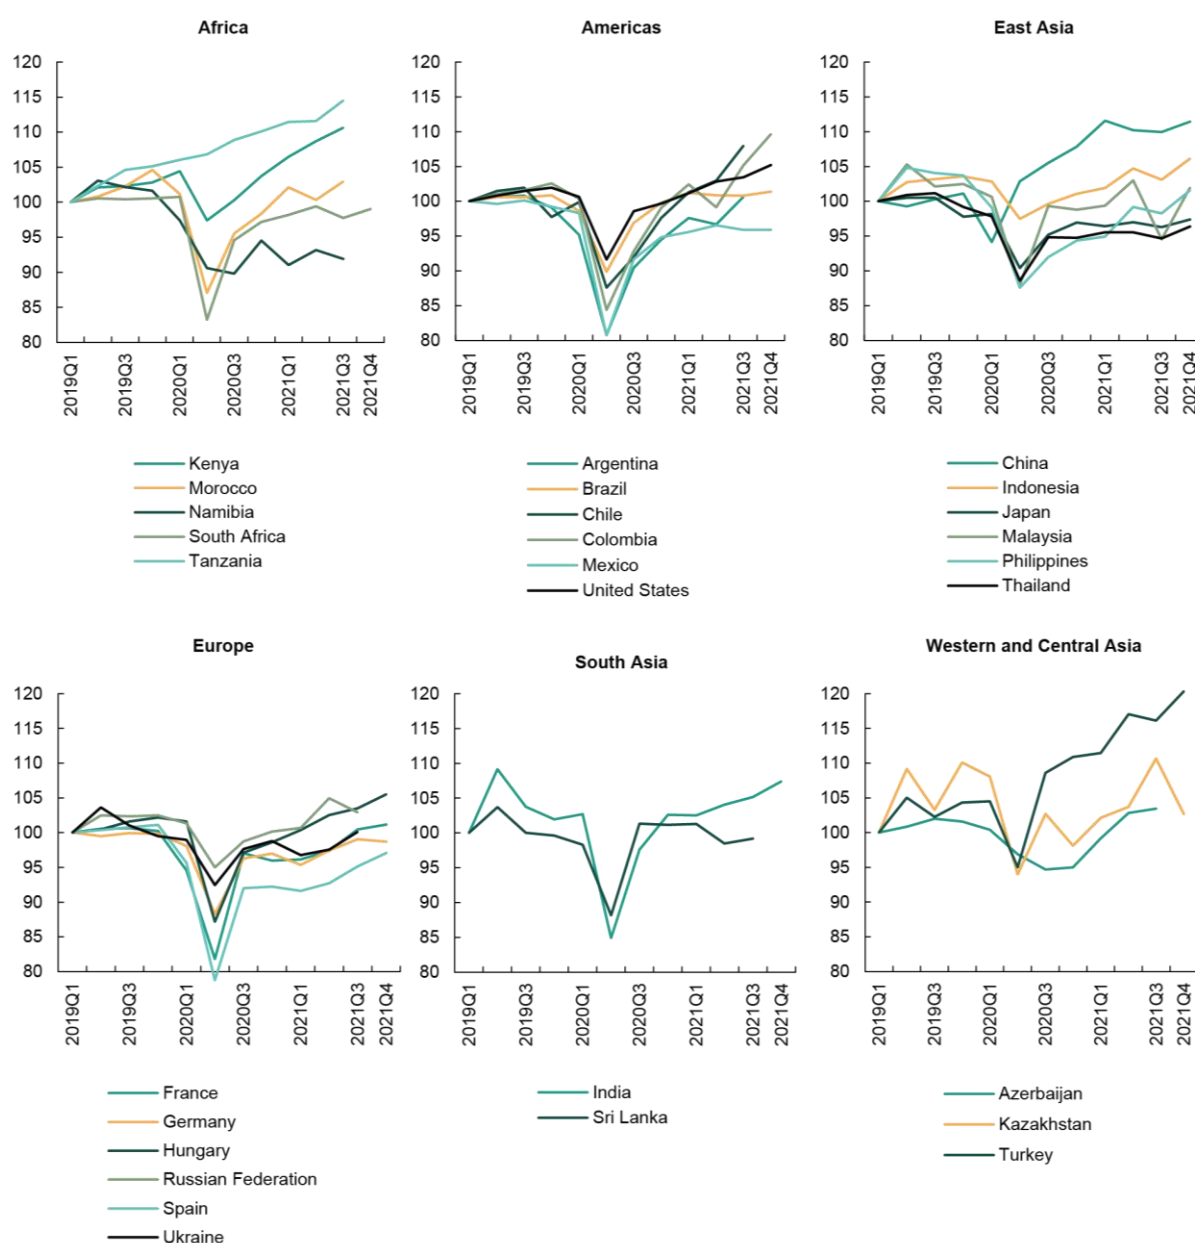 Africa
120
115
110
105
100
95
90
85
80
2019Q1
2019Q3
2020Q1
2020Q3
2021Q1
2021Q3
2021Q4
Kenya
Morocco
Namibia
South Africa
Tanzania
Americas
120
115
110
105
100
95
90
85
80
2019Q1
2019Q3
2020Q1
2020Q3
2021Q1
2021Q3
2021Q4
Argentina
Brazil
Chile
Colombia
Mexico
United States
East Asia
120
115
110
105
100
95
90
85
80
2019Q1
2019Q3
2020Q1
2020Q3
2021Q1
2021Q3
2021Q4
China
Indonesia
Japan
Malaysia
Philippines
Thailand
Europe
120
115
110
105
100
95
90
85
80
2019Q1
2019Q3
2020Q1
2020Q3
2021Q1
2021Q3
2021Q4
France
Germany
Hungary
Russian Federation
Spain
Ukraine
South Asia
120
115
110
105
100
95
90
85
80
2019Q1
2019Q3
2020Q1
2020Q3
2021Q1
2021Q3
2021Q4
India
Sri Lanka
Western and Central Asia
120
115
110
105
100
95
90
85
80
2019Q1
2019Q3
2020Q1
2020Q3
2021Q1
2021Q3
2021Q4
Azerbaijan
Kazakhstan
Turkey